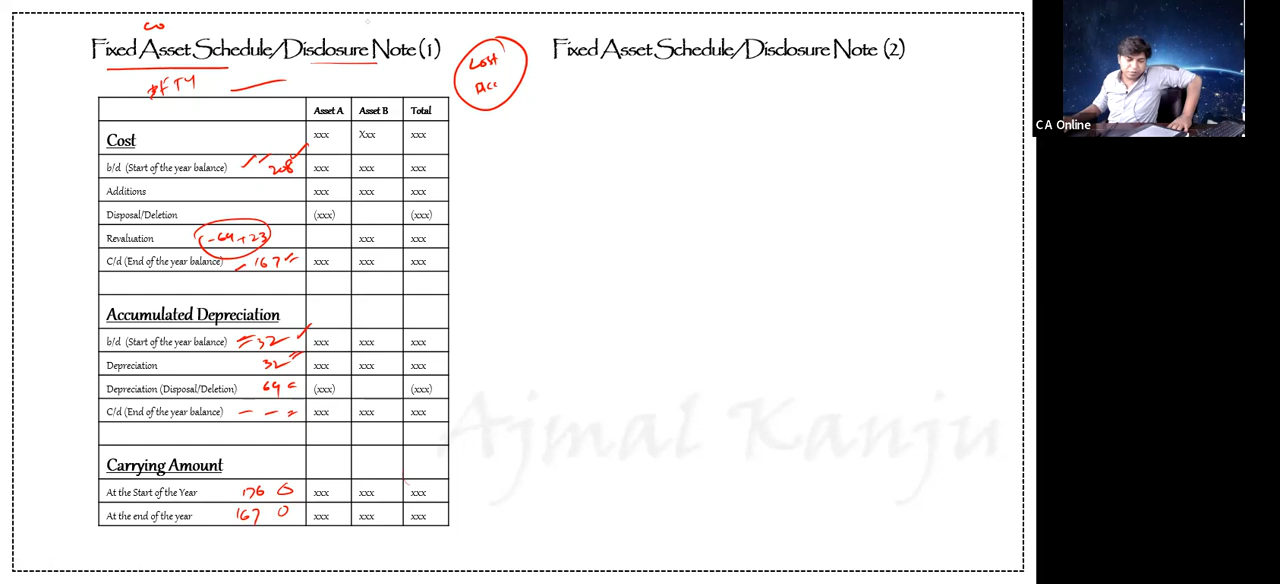 co
Fixed Asset Schedule/Disclosure Note (1)
Fixed Asset Schedule/Disclosure Note (2)
Cost
Acc
Asset A Asset B Total
Cost xxx Xxx xxx
b/d (Start of the year balance) 208 xxx xxx xxx
Additions xxx xxx xxx
Disposal/Deletion (xxx) (xxx)
Revaluation (-64+23) xxx xxx
C/d (End of the year balance) 167 xxx xxx xxx
Accumulated Depreciation
b/d (Start of the year balance) 32 xxx xxx xxx
Depreciation 32 xxx xxx xxx
Depreciation (Disposal/Deletion) 64 (xxx) (xxx)
C/d (End of the year balance) xxx xxx xxx
Carrying Amount
At the Start of the Year 176 xxx xxx xxx
At the end of the year 167 xxx xxx xxx
Ajmal Kanju
C A Online